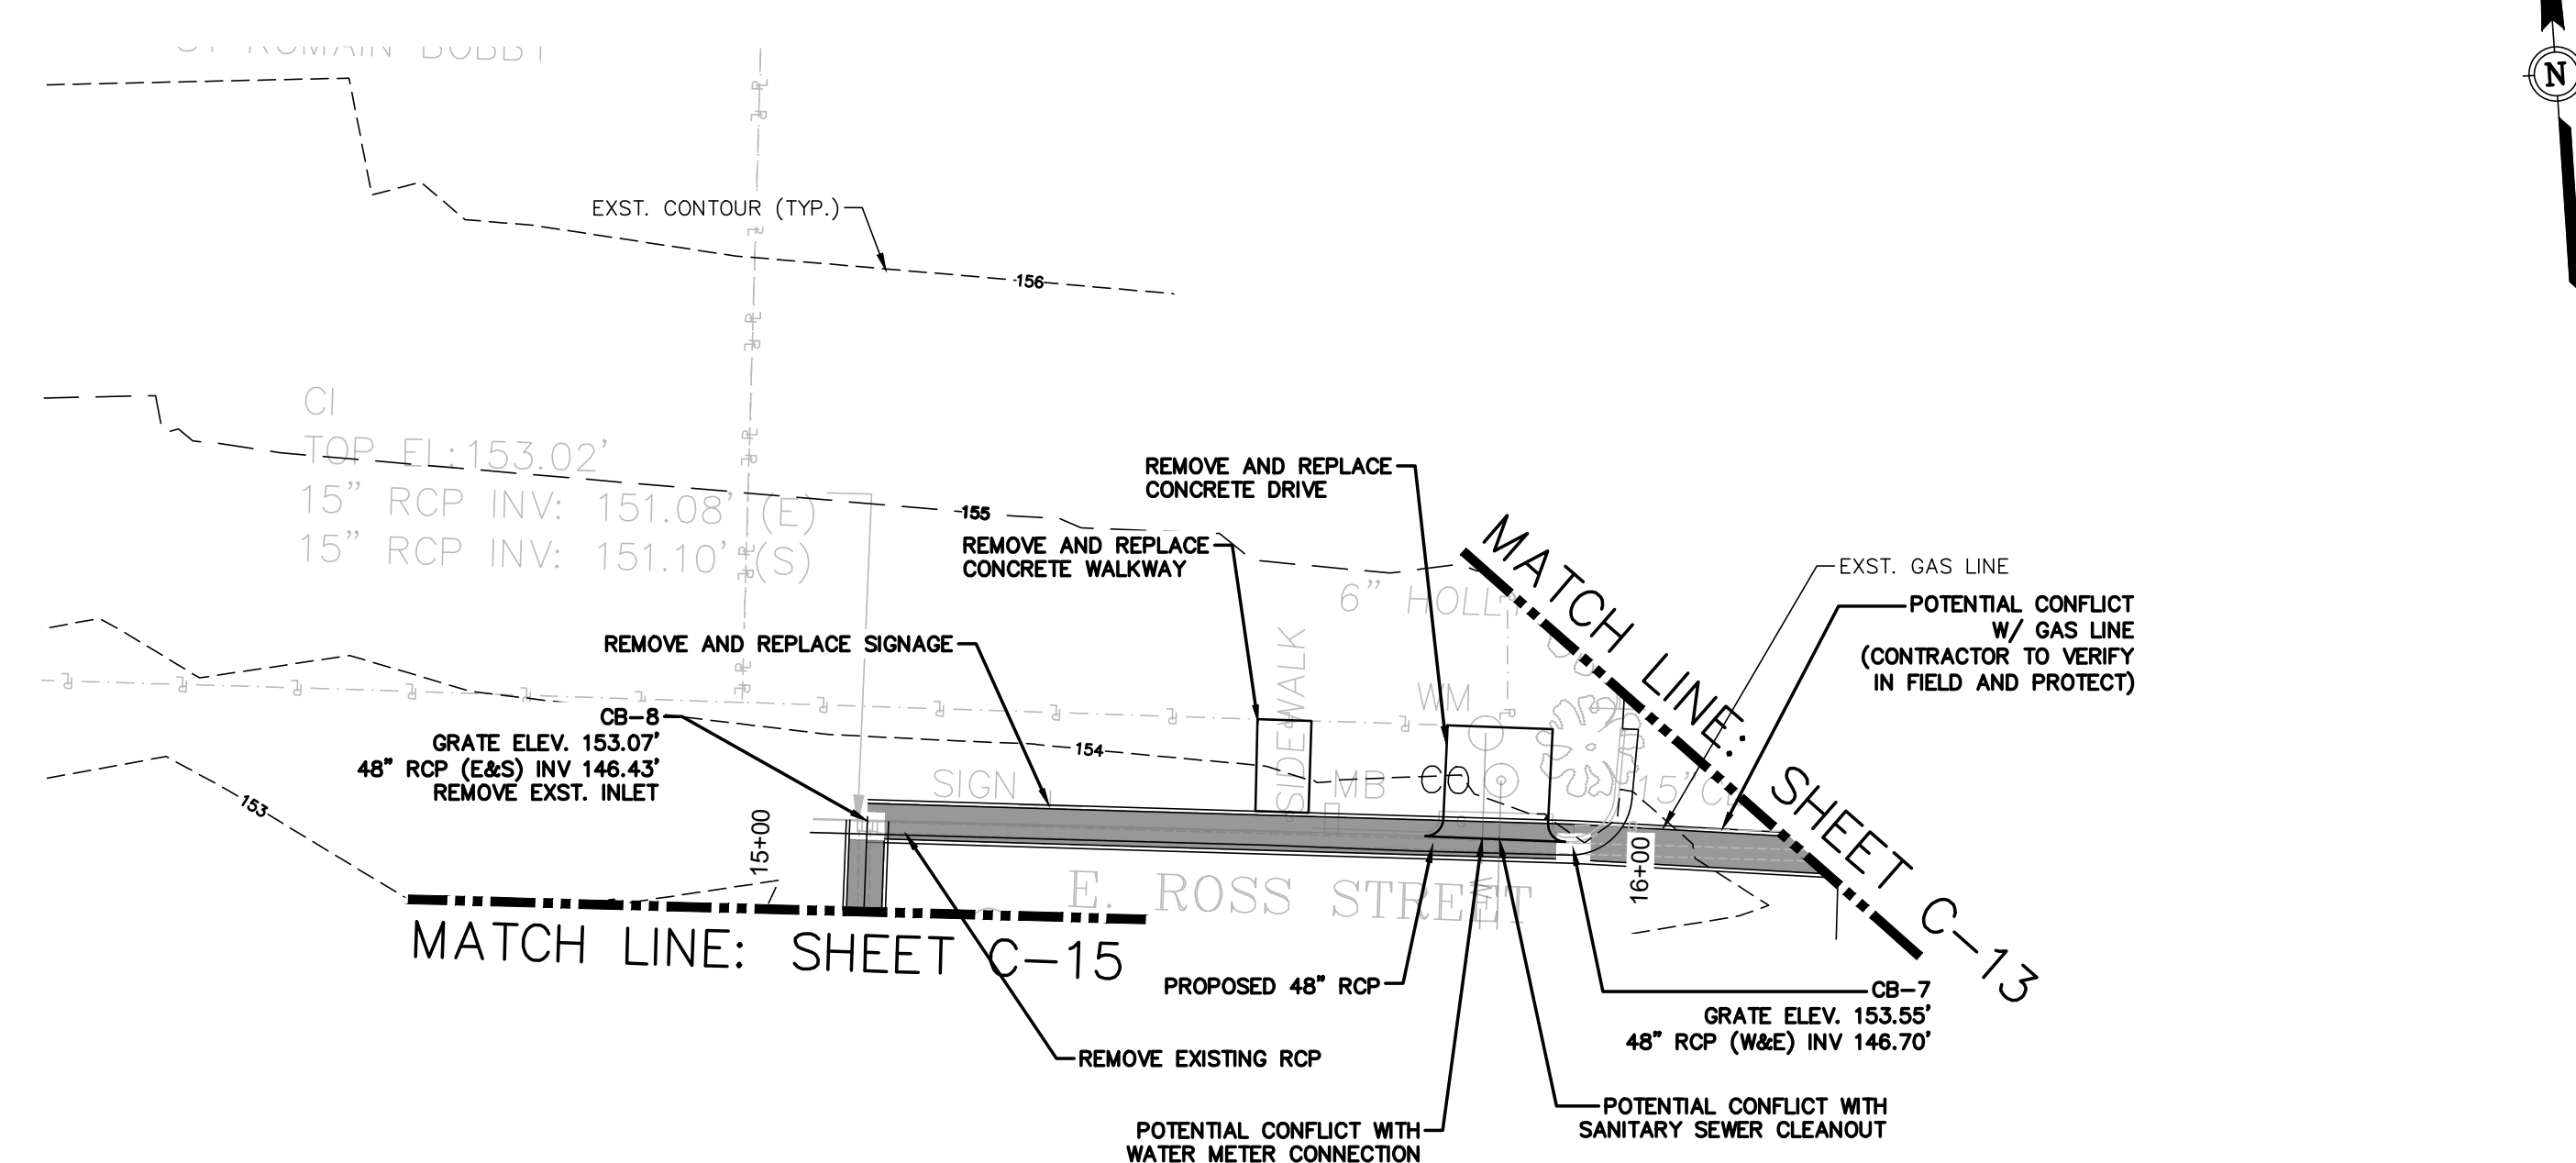 ST ROMAIN BOBBY
N
EXST. CONTOUR (TYP.)
156
CI
TOP EL: 153.02'
15" RCP INV: 151.08' (E)
15" RCP INV: 151.10' (S)
155
REMOVE AND REPLACE
CONCRETE DRIVE
REMOVE AND REPLACE
CONCRETE WALKWAY
MATCH LINE: SHEET C-13
EXST. GAS LINE
POTENTIAL CONFLICT
W/ GAS LINE
(CONTRACTOR TO VERIFY
IN FIELD AND PROTECT)
6" HOLLY
REMOVE AND REPLACE SIGNAGE
SIDEWALK
WM
CB-8
GRATE ELEV. 153.07'
48" RCP (E&S) INV 146.43'
REMOVE EXST. INLET
154
SIGN
MB
CO
153
15+00
16+00
E. ROSS STREET
MATCH LINE: SHEET C-15
PROPOSED 48" RCP
CB-7
GRATE ELEV. 153.55'
48" RCP (W&E) INV 146.70'
REMOVE EXISTING RCP
POTENTIAL CONFLICT WITH
SANITARY SEWER CLEANOUT
POTENTIAL CONFLICT WITH
WATER METER CONNECTION